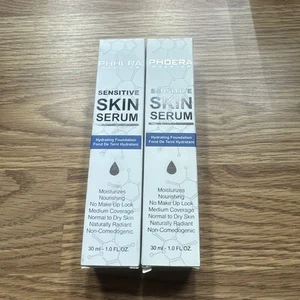 PHOERA
SENSITIVE
SKIN
SERUM
Hydrating Foundation
Fond De Teint Hydratant
Moisturizes
Nourishing
No Make Up Look
Medium Coverage
Normal to Dry Skin
Naturally Radiant
Non-Comedogenic
30 ml - 1.0 FL.OZ.
PHOERA
SENSITIVE
SKIN
SERUM
Hydrating Foundation
Fond De Teint Hydratant
Moisturizes
Nourishing
No Make Up Look
Medium Coverage
Normal to Dry Skin
Naturally Radiant
Non-Comedogenic
30 ml - 1.0 FL.OZ.